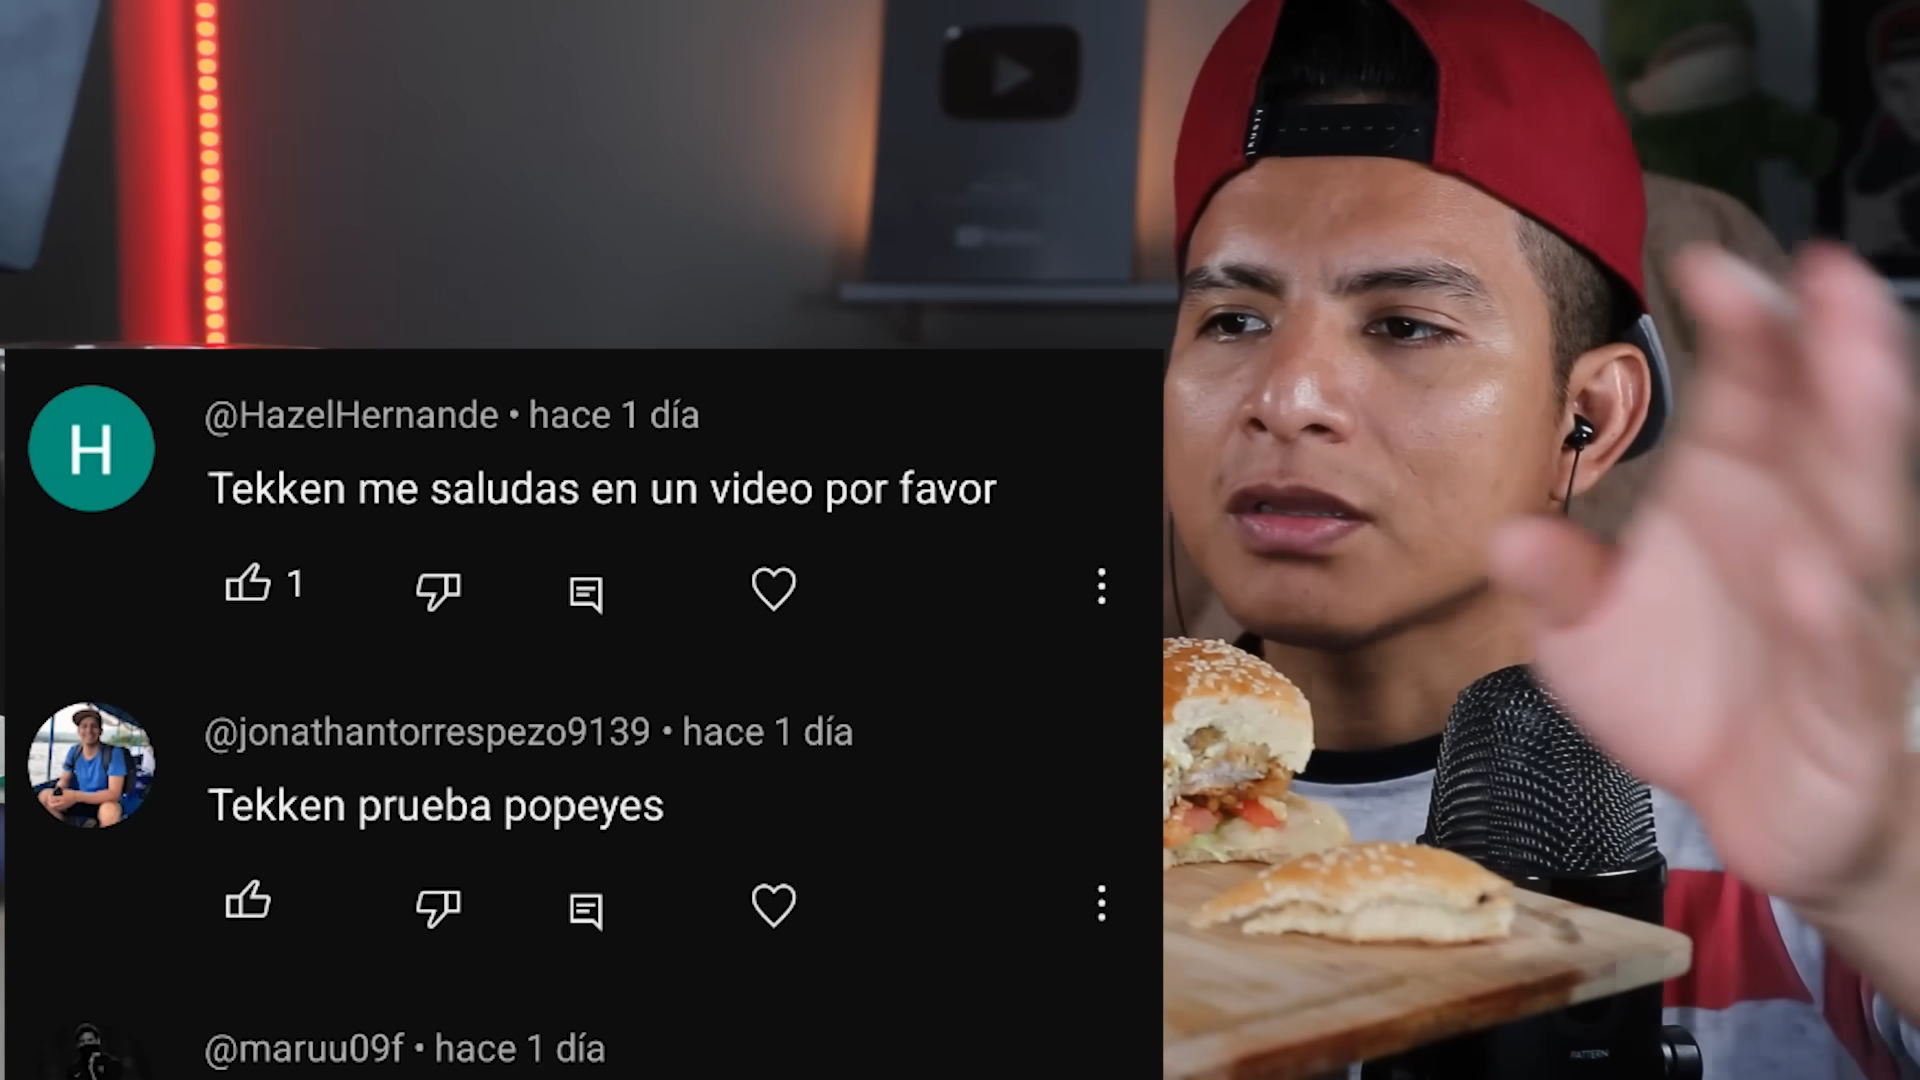 @HazelHernande • hace 1 día
Tekken me saludas en un video por favor
1
@jonathantorrespezo9139 • hace 1 día
Tekken prueba popeyes
@maruu09f • hace 1 día
H
PATTERN